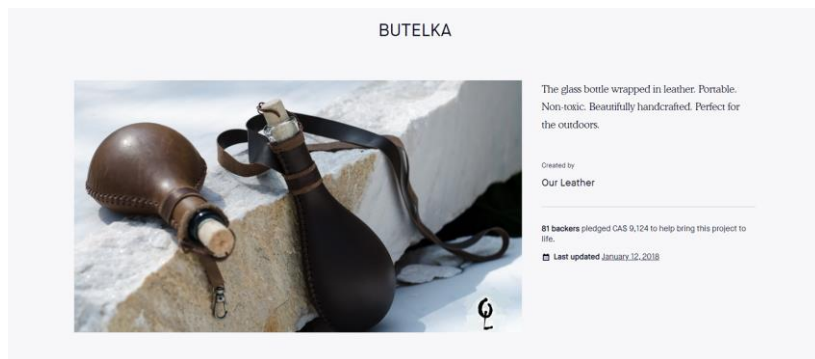 BUTELKA
The glass bottle wrapped in leather. Portable.
Non-toxic. Beautifully handcrafted. Perfect for
the outdoors.
Created by
Our Leather
81 backers pledged CA$ 9,124 to help bring this project to
life.
Last updated January 12, 2018